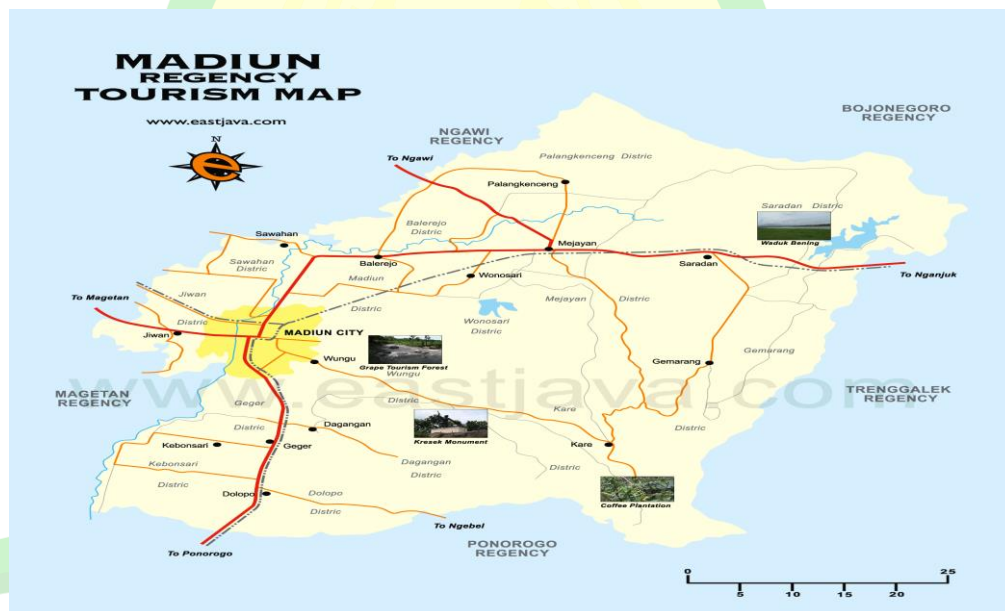 MADIUN
REGENCY
TOURISM MAP
www.eastjava.com
N
e
BOJONEGORO
REGENCY
NGAWI
REGENCY
To Ngawi
Palangkenceng Distric
Palangkenceng
Saradan Distric
Waduk Bening
Balerejo
Distric
Sawahan
Mejayan
Balerejo
Saradan
Sawahan
Distric
Madiun
Wonosari
To Nganjuk
Jiwan
To Magetan
Distric
Mejayan Distric
Wonosari
Distric
Distric
MADIUN CITY
Jiwan
Gemarang
Wungu
Grape Tourism Forest
Wungu
Gemarang
www.eastjava.com
MAGETAN
REGENCY
TRENGGALEK
REGENCY
Geger
Distric
Kare
Distric
Dagangan
Kresek Monument
Kebonsari
Geger
Kare
Kebonsari
Distric
Dagangan
Distric
Distric
Dolopo
Dolopo
Distric
Coffee Plantation
To Ngebel
To Ponorogo
PONOROGO
REGENCY
0 25
5 10 15 20